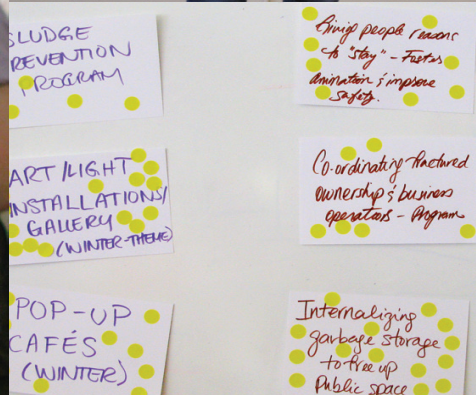 SLUDGE
PREVENTION
PROGRAM
ART/LIGHT
INSTALLATIONS/
GALLERY
(WINTER-THEME)
POP-UP
CAFÉS
(WINTER)
Giving people reasons
to "stay" - Foster
animation & improve
safety.
Co-ordinating fractured
ownership & business
operations - Program
Internalizing
garbage storage
to free up
Public space